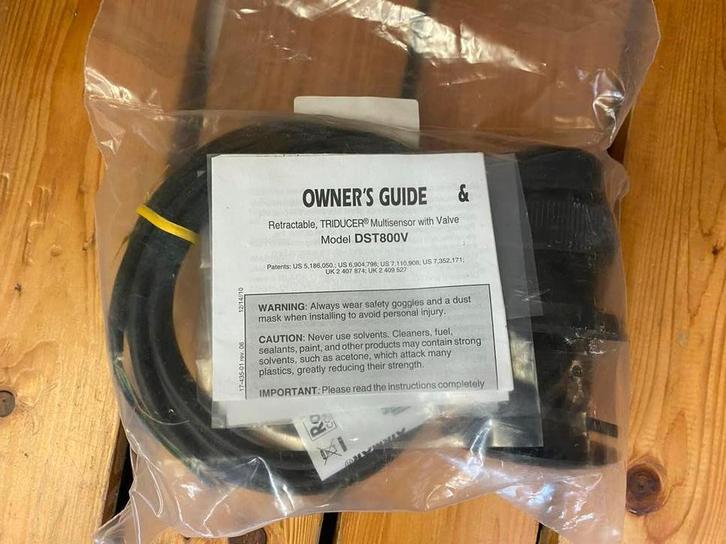 OWNER'S GUIDE &
Retractable, TRIDUCER® Multisensor with Valve
Model DST800V
Patents: US 5,186,050.; US 6,904,798; US 7,110,908; US 7,352,171;
UK 2 407 874; UK 2 409 527
17-435-01 rev. 06 12/14/10
WARNING: Always wear safety goggles and a dust
mask when installing to avoid personal injury.
CAUTION: Never use solvents. Cleaners, fuel,
sealants, paint, and other products may contain strong
solvents, such as acetone, which attack many
plastics, greatly reducing their strength.
IMPORTANT: Please read the instructions completely